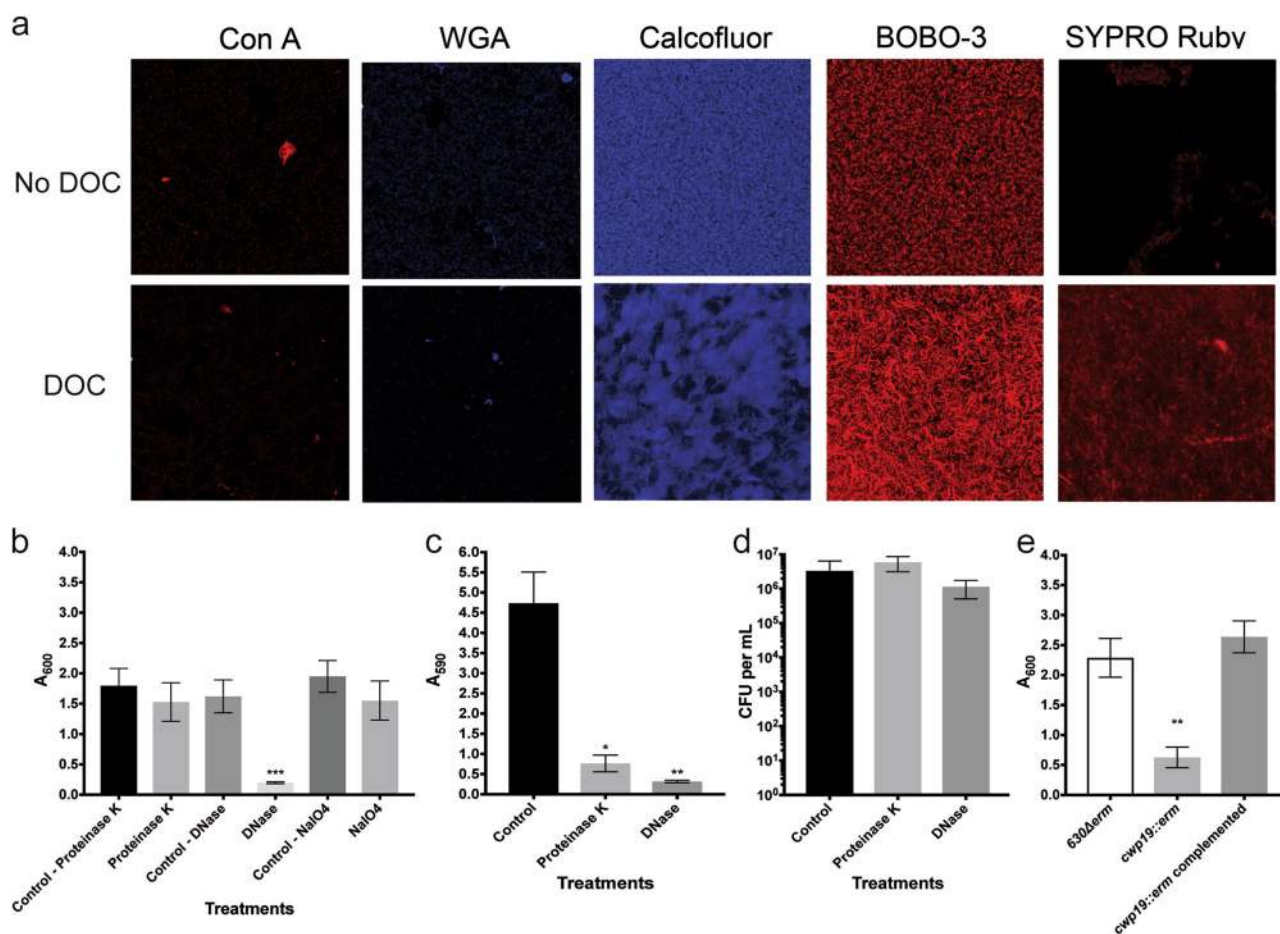 a
Con A WGA Calcofluor BOBO-3 SYPRO Ruby
No DOC
DOC
b
A600
4.0
3.5
3.0
2.5
2.0
1.5
1.0
0.5
0.0
***
Control - Proteinase K
Proteinase K
Control - DNase
DNase
Control - NaIO4
NaIO4
Treatments
c
A590
6.0
5.5
5.0
4.5
4.0
3.5
3.0
2.5
2.0
1.5
1.0
0.5
0.0
*
**
Control
Proteinase K
DNase
Treatments
d
CFU per mL
10⁷
10⁶
10⁵
10⁴
10³
10²
10¹
10⁰
Control
Proteinase K
DNase
Treatments
e
A600
4.0
3.5
3.0
2.5
2.0
1.5
1.0
0.5
0.0
**
630Δerm
cwp19::erm
cwp19::erm complemented